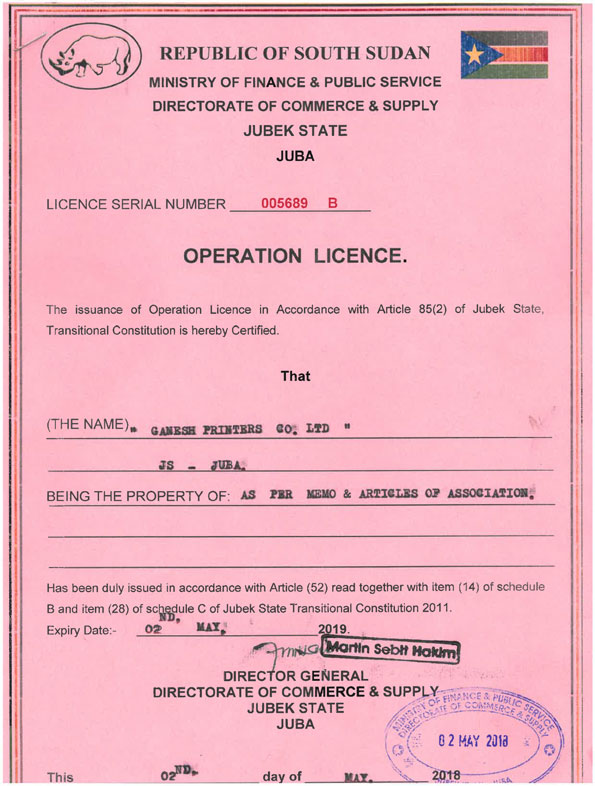 REPUBLIC OF SOUTH SUDAN
MINISTRY OF FINANCE & PUBLIC SERVICE
DIRECTORATE OF COMMERCE & SUPPLY
JUBEK STATE
JUBA
LICENCE SERIAL NUMBER 005689 B
OPERATION LICENCE.
The issuance of Operation Licence in Accordance with Article 85(2) of Jubek State,
Transitional Constitution is hereby Certified.
That
(THE NAME) " GANESH PRINTERS CO. LTD "
JS - JUBA.
BEING THE PROPERTY OF: AS PER MEMO & ARTICLES OF ASSOCIATION.
Has been duly issued in accordance with Article (52) read together with item (14) of schedule
B and item (28) of schedule C of Jubek State Transitional Constitution 2011.
Expiry Date:- 02ND, MAY, 2019.
Martin Sebit Hakim
DIRECTOR GENERAL
DIRECTORATE OF COMMERCE & SUPPLY
JUBEK STATE
JUBA
MINISTRY OF FINANCE & PUBLIC SERVICE
DIRECTORATE OF COMMERCE & SUPPLY
02 MAY 2018
JUBA
This 02ND, day of MAY, 2018